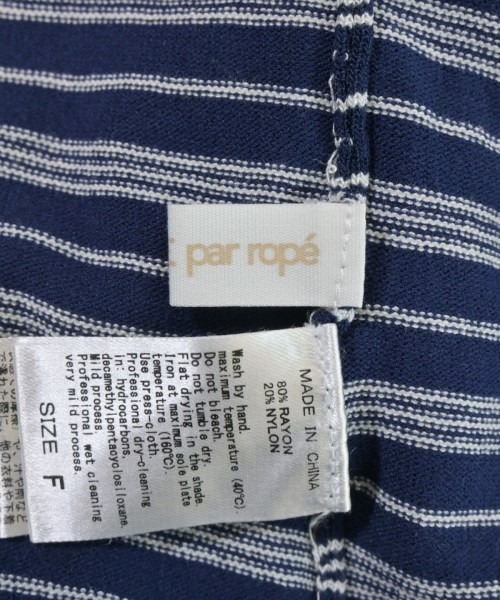 par ropé
MADE IN CHINA
80% RAYON
20% NYLON
Wash by hand.
maximum temperature (40°C)
Do not bleach.
Do not tumble dry.
Flat drying in the shade.
Iron at maximum sole plate
temperature (160°C).
Use press-cloth.
Professional dry-cleaning
in: hydrocarbons,
decamethylpentacyclosiloxane.
Mild process
Professional wet cleaning
very mild process.
SIZE F